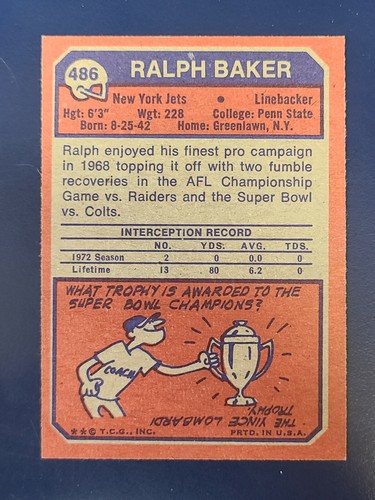 486
RALPH BAKER
New York Jets • Linebacker
Hgt: 6'3" Wgt: 228 College: Penn State
Born: 8-25-42 Home: Greenlawn, N.Y.
Ralph enjoyed his finest pro campaign
in 1968 topping it off with two fumble
recoveries in the AFL Championship
Game vs. Raiders and the Super Bowl
vs. Colts.
INTERCEPTION RECORD
NO. YDS. AVG. TDS.
1972 Season 2 0 0.0 0
Lifetime 13 80 6.2 0
WHAT TROPHY IS AWARDED TO THE
SUPER BOWL CHAMPIONS?
COACH
THE VINCE LOMBARDI
TROPHY.
★★© T.C.G., INC. PRTD. IN U.S.A.